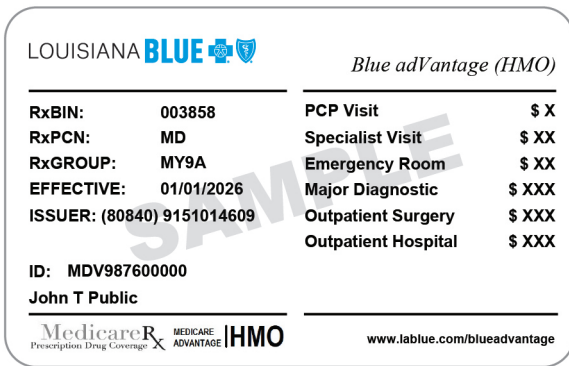 LOUISIANA BLUE
Blue adVantage (HMO)
RxBIN: 003858
RxPCN: MD
RxGROUP: MY9A
EFFECTIVE: 01/01/2026
ISSUER: (80840) 9151014609
ID: MDV987600000
John T Public
PCP Visit $ X
Specialist Visit $ XX
Emergency Room $ XX
Major Diagnostic $ XXX
Outpatient Surgery $ XXX
Outpatient Hospital $ XXX
SAMPLE
MedicareRx
Prescription Drug Coverage
MEDICARE
ADVANTAGE HMO
www.lablue.com/blueadvantage